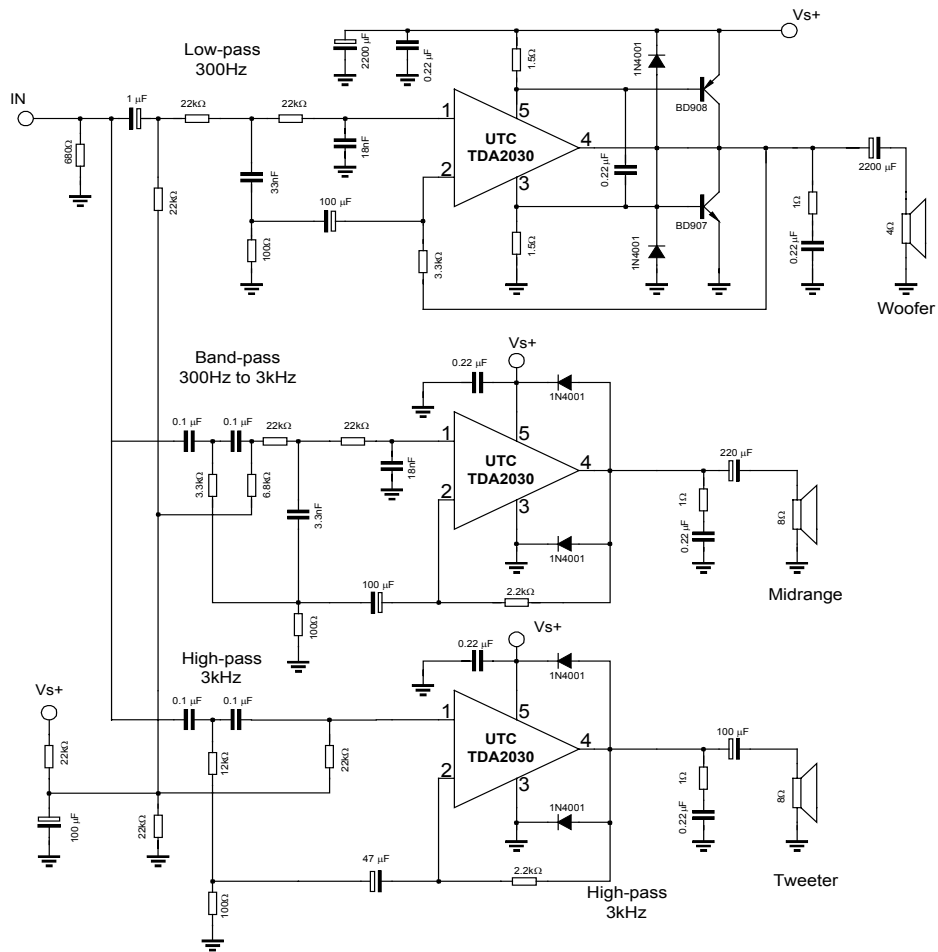 Vs+
Low-pass
300Hz
2200 µF
0.22 µF
1.5Ω
1N4001
IN
1 µF
22kΩ
22kΩ
BD908
1
5
UTC
TDA2030
4
2
3
680Ω
18nF
33nF
22kΩ
100 µF
0.22 µF
2200 µF
BD907
1Ω
0.22 µF
4Ω
100Ω
3.3kΩ
1.5Ω
1N4001
Woofer
Band-pass
300Hz to 3kHz
Vs+
0.22 µF
1N4001
0.1 µF
0.1 µF
22kΩ
22kΩ
1
5
UTC
TDA2030
4
2
3
220 µF
3.3kΩ
6.8kΩ
18nF
3.3nF
1Ω
0.22 µF
8Ω
1N4001
100 µF
2.2kΩ
100Ω
Midrange
High-pass
3kHz
Vs+
0.22 µF
1N4001
Vs+
0.1 µF
0.1 µF
1
5
UTC
TDA2030
4
2
3
100 µF
22kΩ
12kΩ
22kΩ
1Ω
0.22 µF
8Ω
1N4001
100 µF
22kΩ
47 µF
2.2kΩ
100Ω
High-pass
3kHz
Tweeter